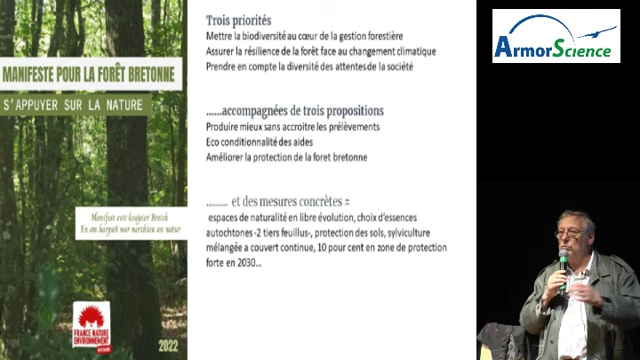 MANIFESTE POUR LA FORÊT BRETONNE
S'APPUYER SUR LA NATURE
Manifest evit koajoier Breizh
En em harpañ war nerzhioù an natur
FRANCE NATURE
ENVIRONNEMENT
2022
Trois priorités
Mettre la biodiversité au cœur de la gestion forestière
Assurer la résilience de la forêt face au changement climatique
Prendre en compte la diversité des attentes de la société
......accompagnées de trois propositions
Produire mieux sans accroitre les prélèvements
Eco conditionnalité des aides
Améliorer la protection de la foret bretonne
......... et des mesures concrètes =
espaces de naturalité en libre évolution, choix d'essences
autochtones -2 tiers feuillus-, protection des sols, sylviculture
mélangée a couvert continue, 10 pour cent en zone de protection
forte en 2030...
ARMORSCIENCE